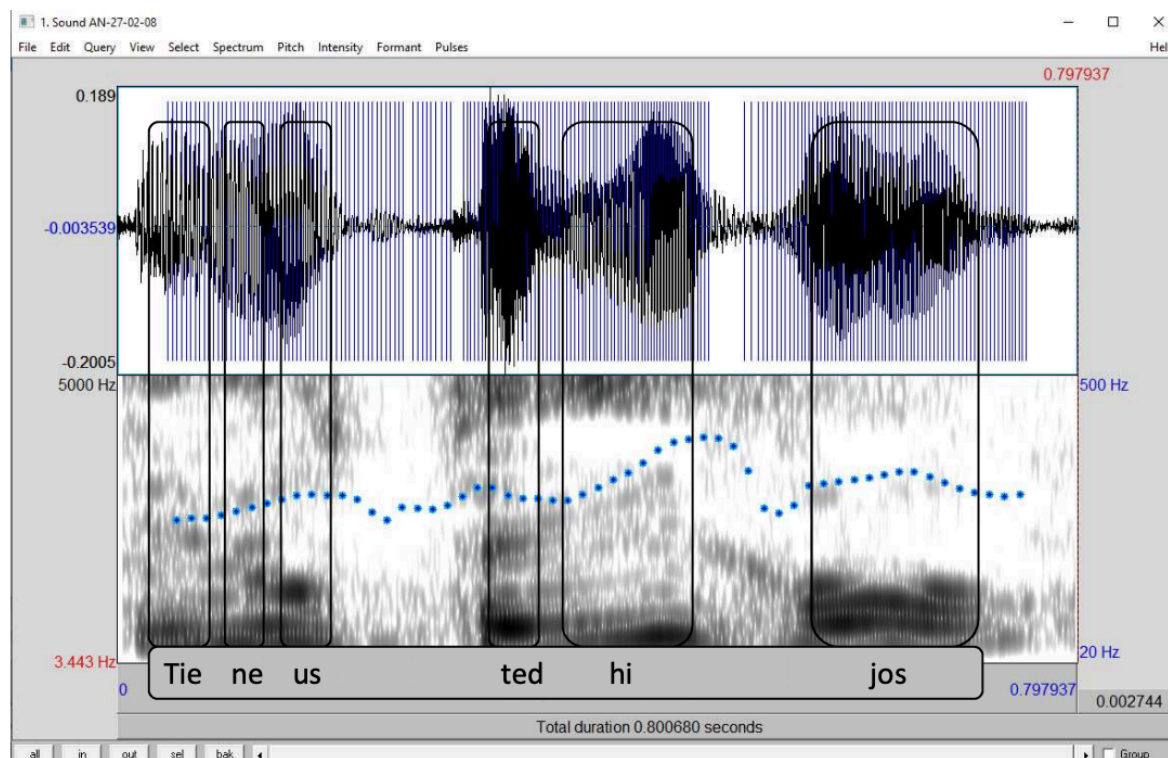 1. Sound AN-27-02-08
File Edit Query View Select Spectrum Pitch Intensity Formant Pulses Hel
0.797937
0.189
-0.003539
-0.2005
5000 Hz
500 Hz
3.443 Hz
20 Hz
Tie ne us ted hi jos
0
0.797937
0.002744
Total duration 0.800680 seconds
all in out sel bak Group